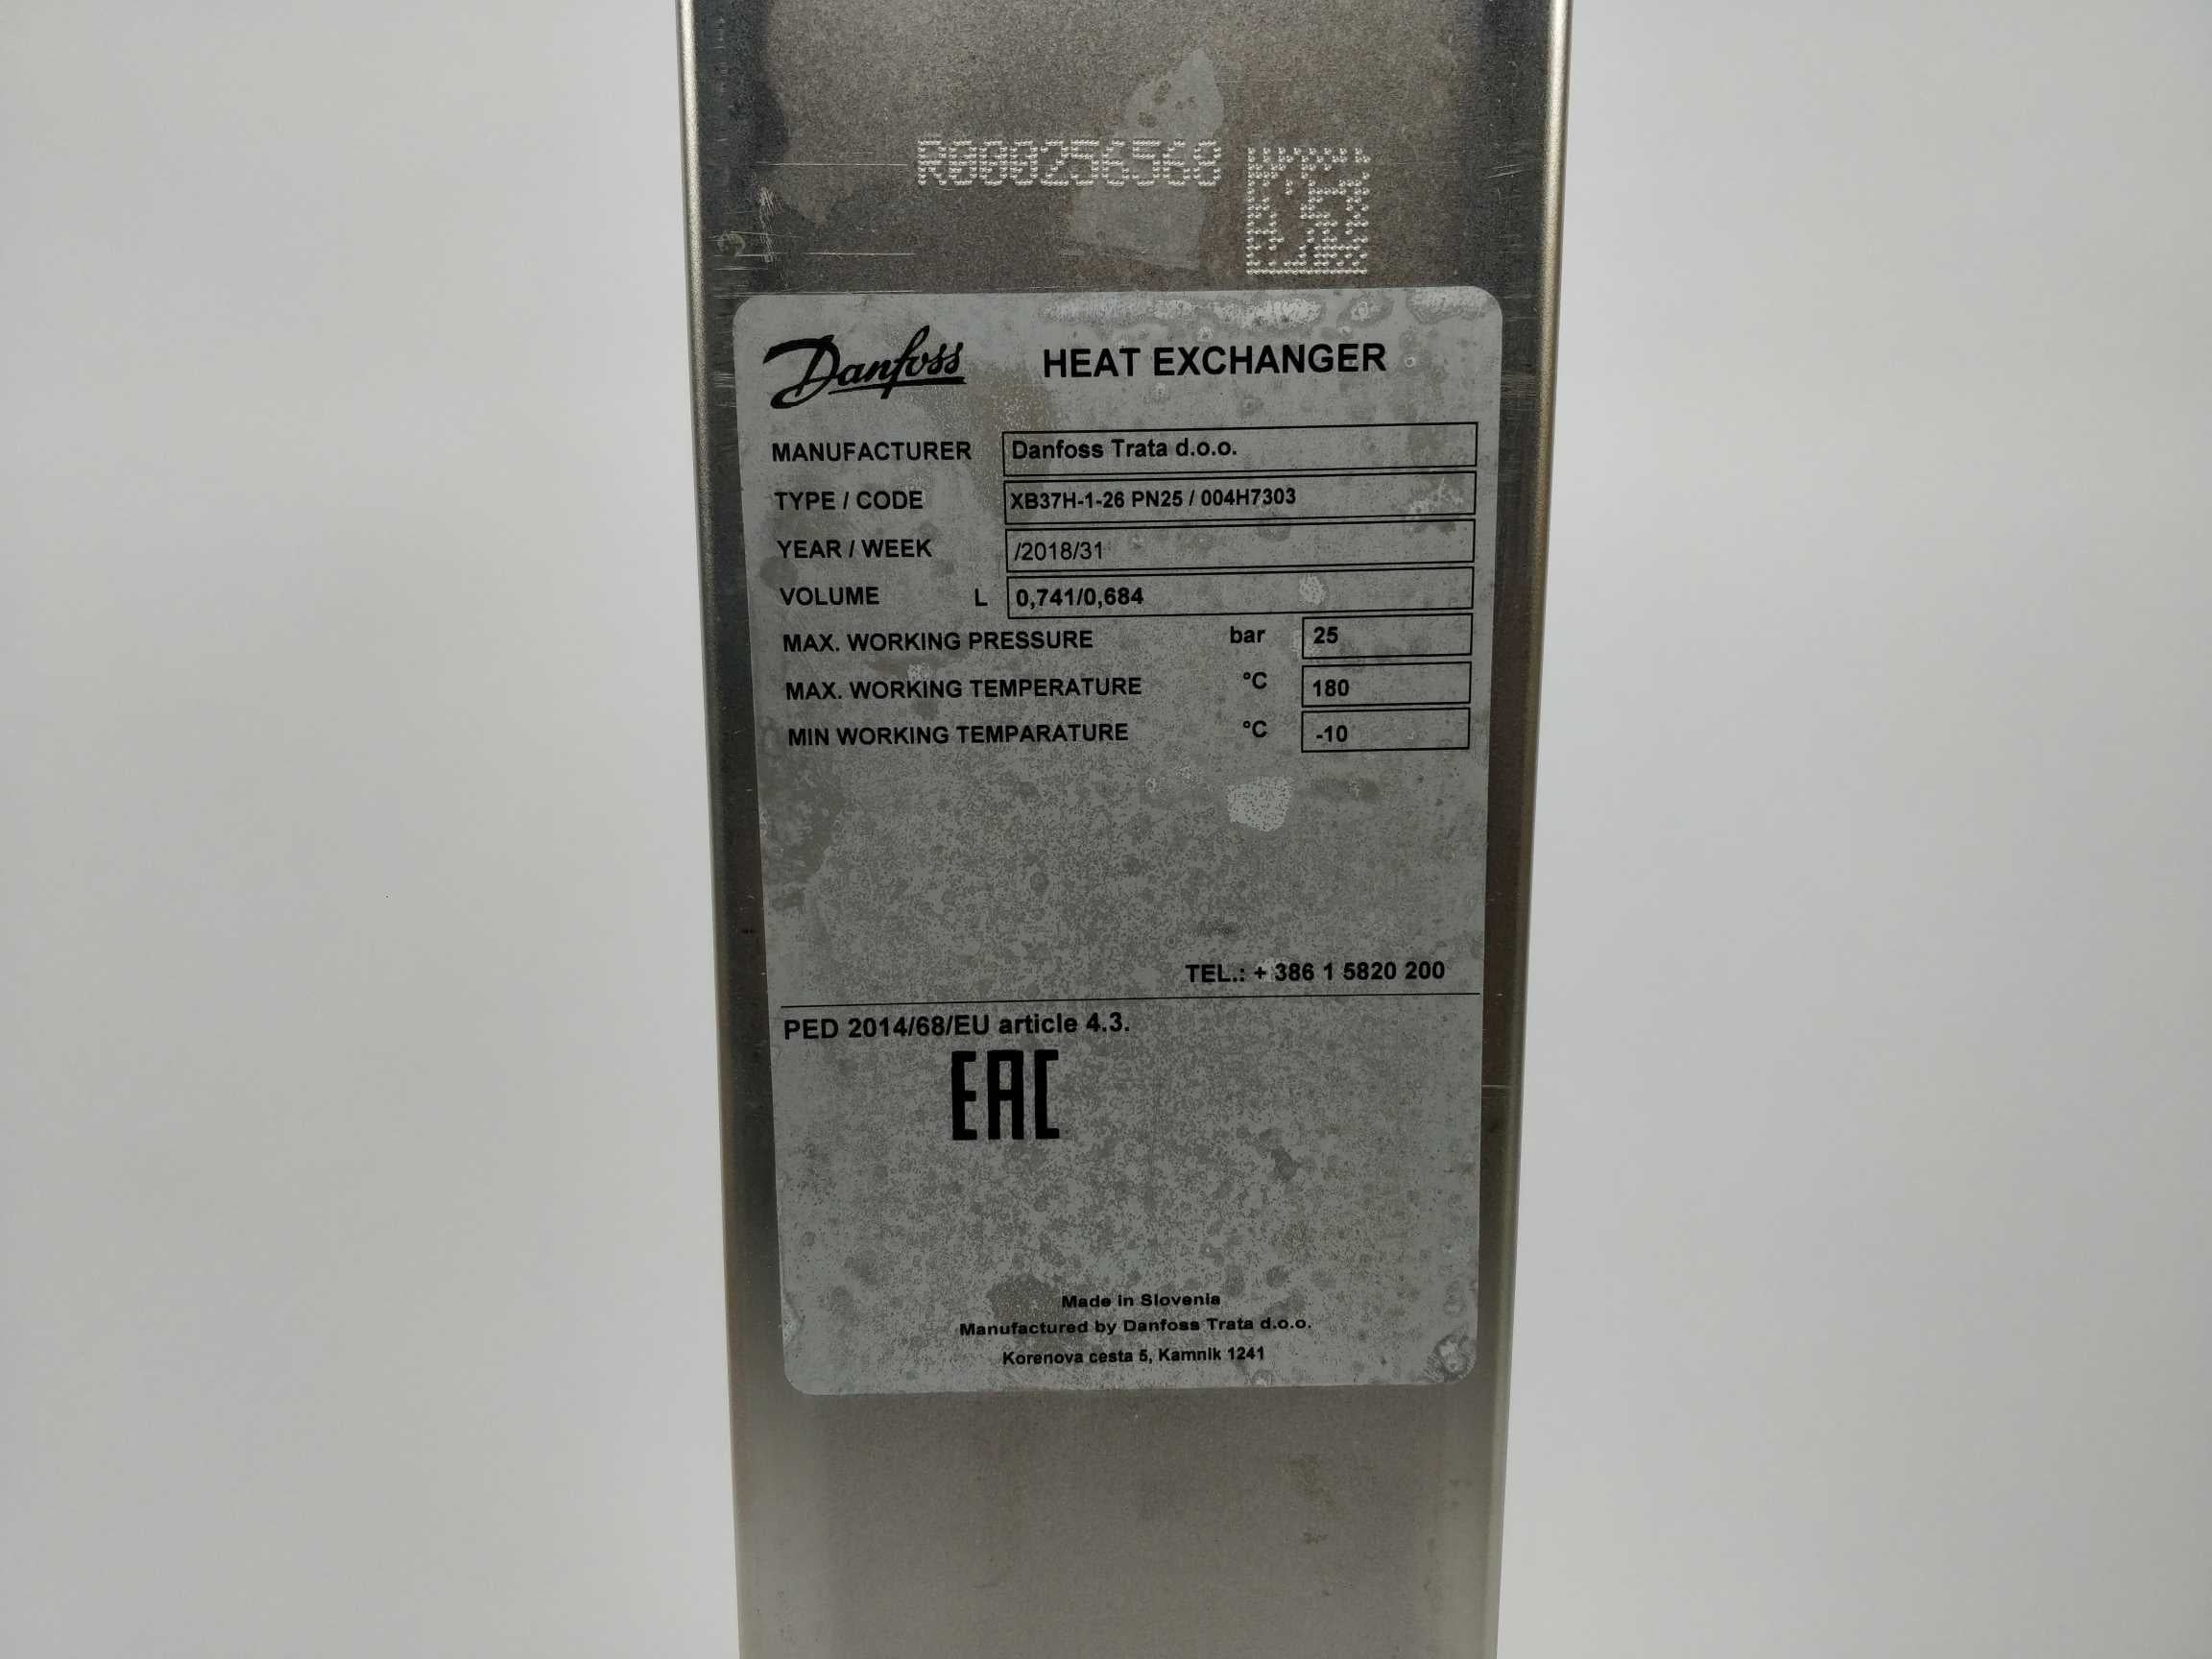 R000256568
Danfoss HEAT EXCHANGER
MANUFACTURER Danfoss Trata d.o.o.
TYPE / CODE XB37H-1-26 PN25 / 004H7303
YEAR / WEEK /2018/31
VOLUME L 0,741/0,684
MAX. WORKING PRESSURE bar 25
MAX. WORKING TEMPERATURE °C 180
MIN WORKING TEMPARATURE °C -10
TEL.: + 386 1 5820 200
PED 2014/68/EU article 4.3.
EAC
Made in Slovenia
Manufactured by Danfoss Trata d.o.o.
Korenova cesta 5, Kamnik 1241